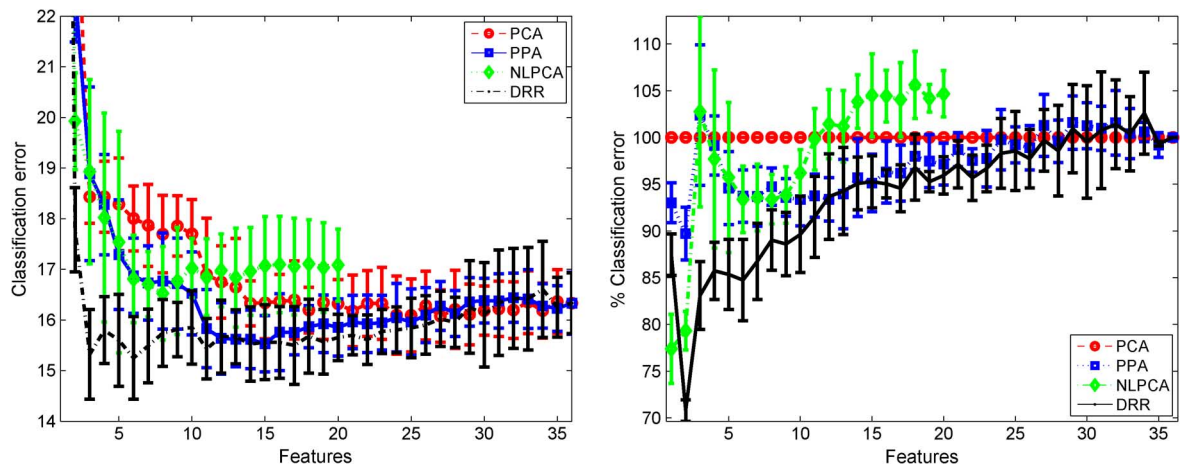 22
21
20
19
18
17
16
15
14
Classification error
5
10
15
20
25
30
35
Features
PCA
PPA
NLPCA
DRR
110
105
100
95
90
85
80
75
70
% Classification error
5
10
15
20
25
30
35
Features
PCA
PPA
NLPCA
DRR